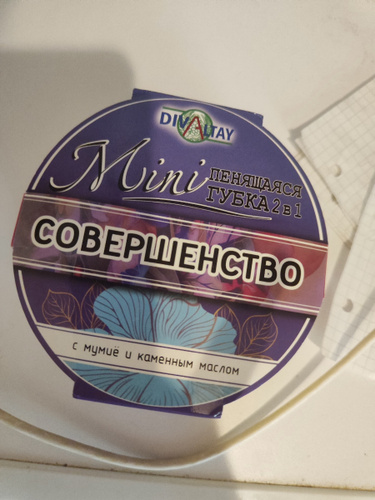 DIVALTAY
Mini
ПЕНЯЩАЯСЯ
ГУБКА 2 в 1
СОВЕРШЕНСТВО
с мумиё и каменным маслом